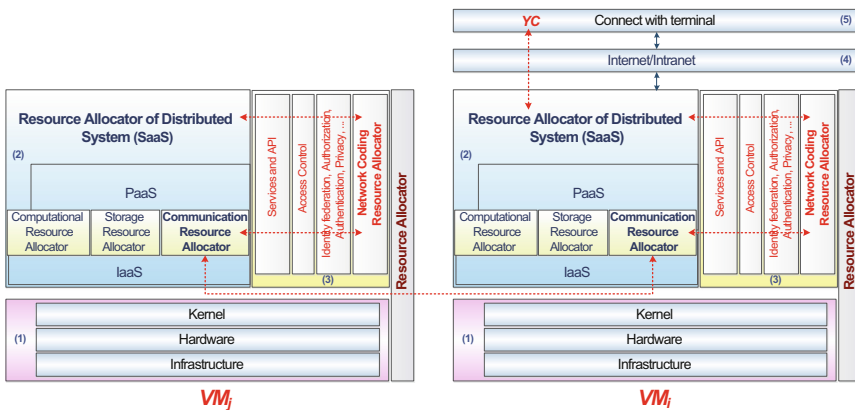 YC
Connect with terminal
(5)
Internet/Intranet
(4)
Resource Allocator of Distributed
System (SaaS)
(2)
PaaS
Computational
Resource
Allocator
Storage
Resource
Allocator
Communication
Resource
Allocator
IaaS
Services and API
Access Control
Identity federation, Authorization,
Authentication, Privacy, ...
Network Coding
Resource Allocator
(3)
Resource Allocator
(1)
Kernel
Hardware
Infrastructure
VMj
Resource Allocator of Distributed
System (SaaS)
(2)
PaaS
Computational
Resource
Allocator
Storage
Resource
Allocator
Communication
Resource
Allocator
IaaS
Services and API
Access Control
Identity federation, Authorization,
Authentication, Privacy, ...
Network Coding
Resource Allocator
(3)
Resource Allocator
(1)
Kernel
Hardware
Infrastructure
VMi